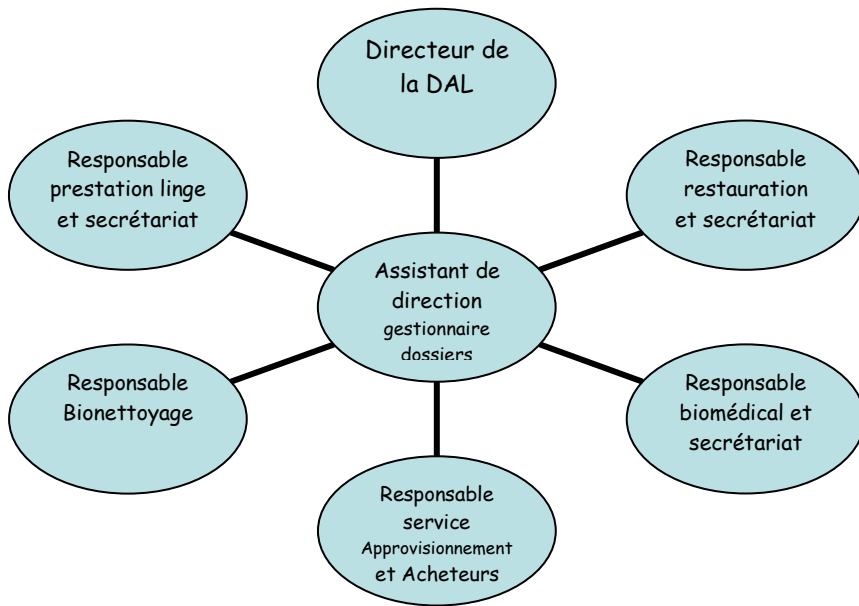 Directeur de
la DAL
Responsable
prestation linge
et secrétariat
Responsable
restauration
et secrétariat
Assistant de
direction
gestionnaire
dossiers
Responsable
Bionettoyage
Responsable
biomédical et
secrétariat
Responsable
service
Approvisionnement
et Acheteurs